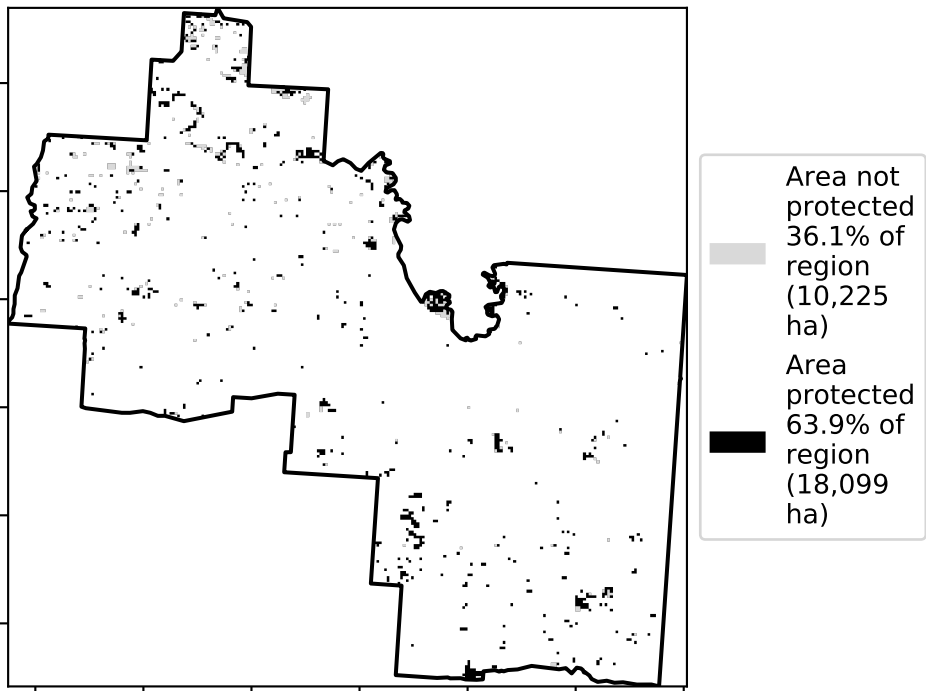 Area not
protected
36.1% of
region
(10,225
ha)
Area
protected
63.9% of
region
(18,099
ha)